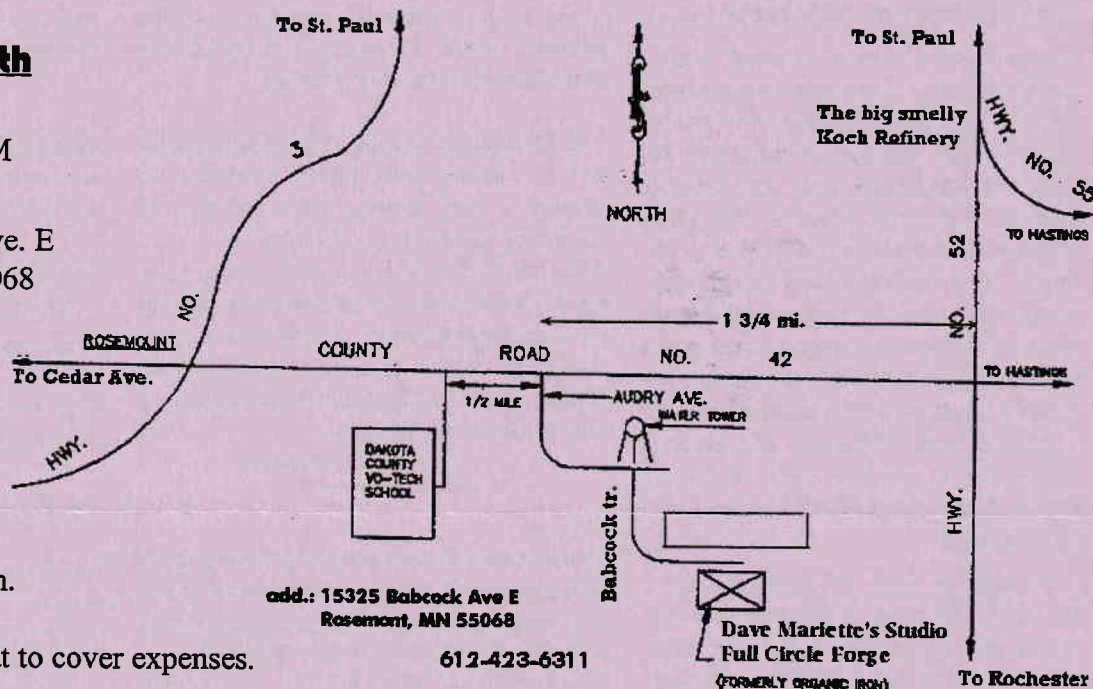 th
To St. Paul
To St. Paul
The big smelly
Koch Refinery
HWY. NO. 55
TO HASTINGS
M
3
NORTH
ve. E
068
NO.
NO. 52
1 3/4 mi.
ROSEMOUNT
COUNTY ROAD NO. 42
To Cedar Ave.
TO HASTINGS
1/2 MILE
AUDRY AVE.
WATER TOWER
HWY.
DAKOTA
COUNTY
VO-TECH
SCHOOL
HWY.
Babcock tr.
n.
add.: 15325 Babcock Ave E
Rosemont, MN 55068
Dave Mariette's Studio
Full Circle Forge
(FORMERLY ORGANIC IRON)
at to cover expenses.
612-423-6311
To Rochester